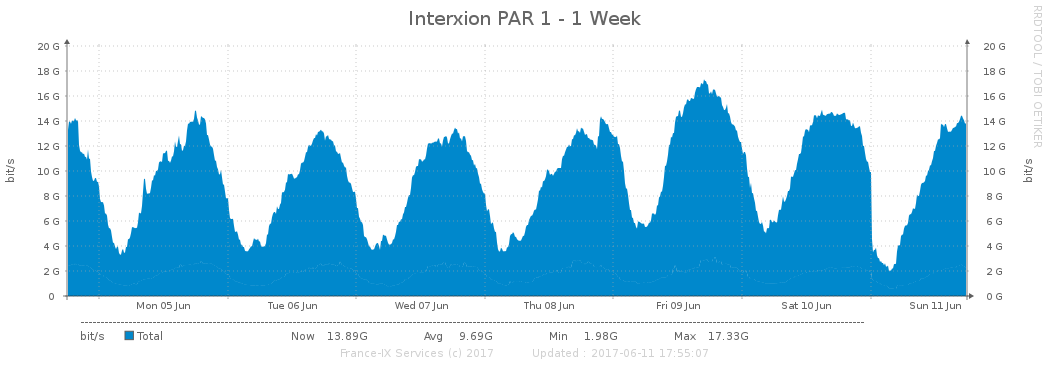 Interxion PAR 1 - 1 Week
RRDTOOL / TOBI OETIKER
20 G 20 G
18 G 18 G
16 G 16 G
14 G 14 G
12 G 12 G
10 G 10 G
8 G 8 G
6 G 6 G
4 G 4 G
2 G 2 G
0 0 G
bit/s bit/s
Mon 05 Jun Tue 06 Jun Wed 07 Jun Thu 08 Jun Fri 09 Jun Sat 10 Jun Sun 11 Jun
bit/s Total Now 13.89G Avg 9.69G Min 1.98G Max 17.33G
France-IX Services (c) 2017 Updated : 2017-06-11 17:55:07